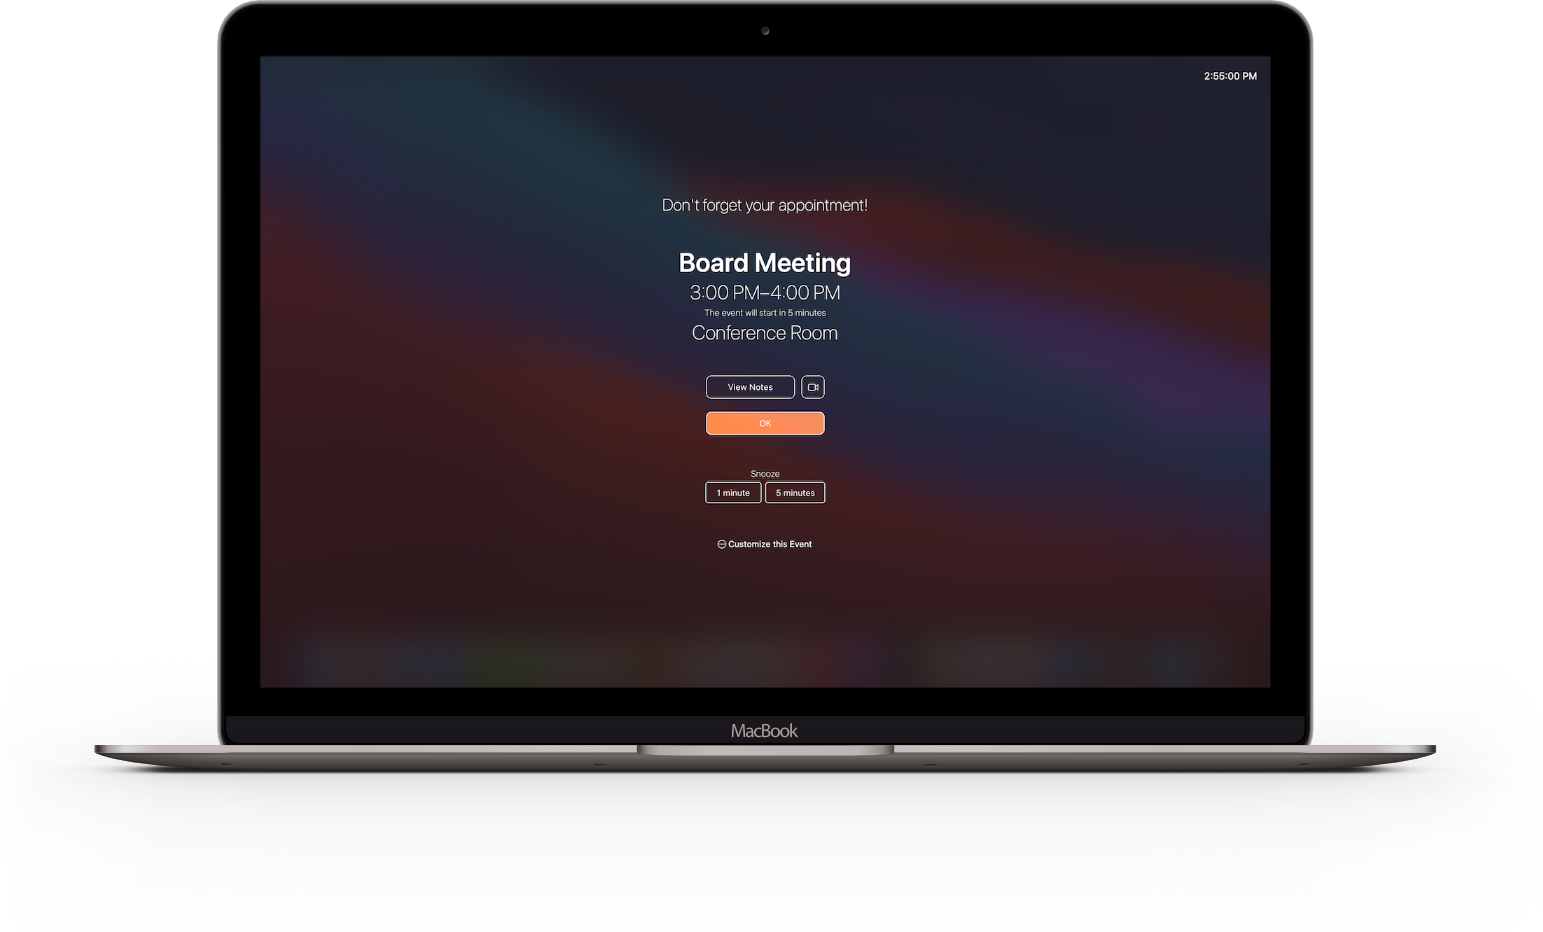 2:55:00 PM
Don't forget your appointment!
Board Meeting
3:00 PM–4:00 PM
The event will start in 5 minutes
Conference Room
View Notes
OK
Snooze
1 minute 5 minutes
Customize this Event
MacBook